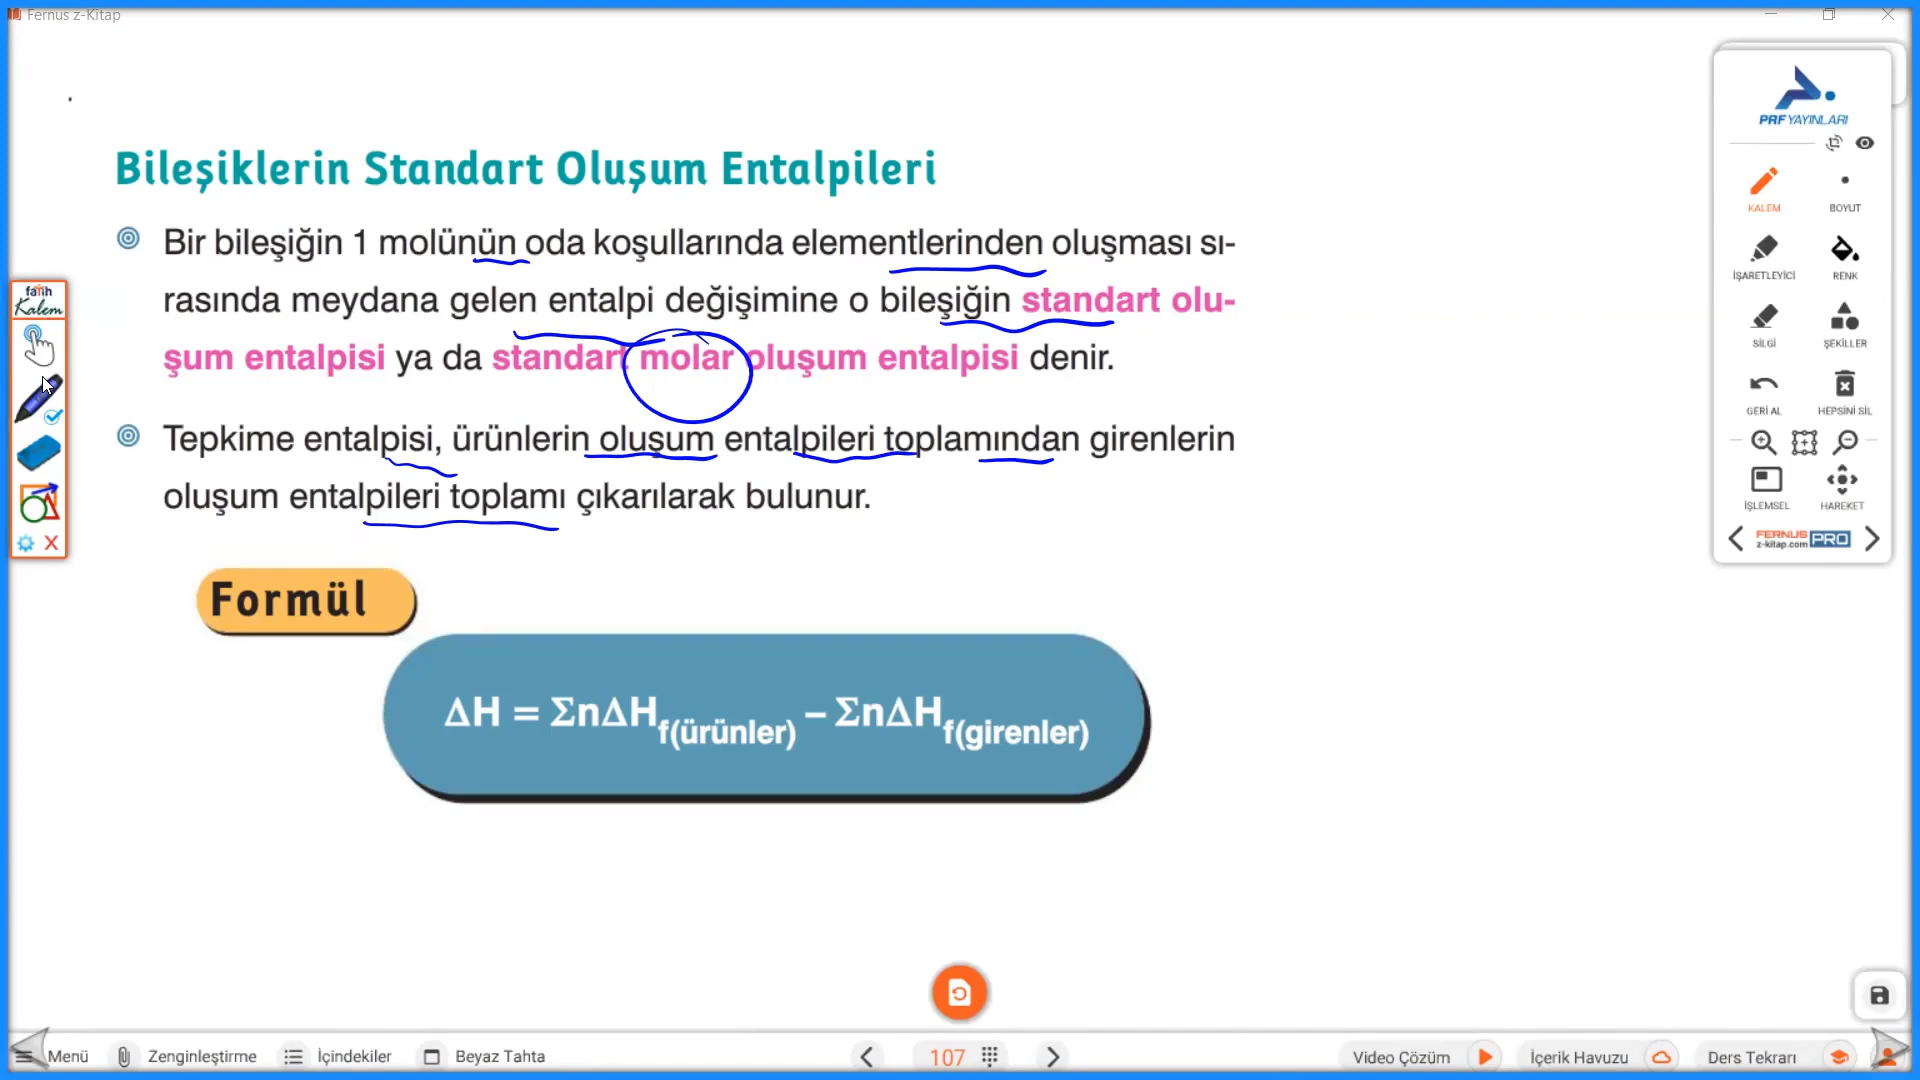 Fernus z-Kitap
PRF YAYINLARI
Bileşiklerin Standart Oluşum Entalpileri
Bir bileşiğin 1 molünün oda koşullarında elementlerinden oluşması sı-
rasında meydana gelen entalpi değişimine o bileşiğin standart olu-
şum entalpisi ya da standart molar oluşum entalpisi denir.
Tepkime entalpisi, ürünlerin oluşum entalpileri toplamından girenlerin
oluşum entalpileri toplamı çıkarılarak bulunur.
Formül
ΔH = ΣnΔHf(ürünler) – ΣnΔHf(girenler)
fatih
Kalem
KALEM BOYUT
İŞARETLEYİCİ RENK
SİLGİ ŞEKİLLER
GERİ AL HEPSİNİ SİL
İŞLEMSEL HAREKET
FERNUS
z-kitap.com PRO
Menü Zenginleştirme İçindekiler Beyaz Tahta 107 Video Çözüm İçerik Havuzu Ders Tekrarı